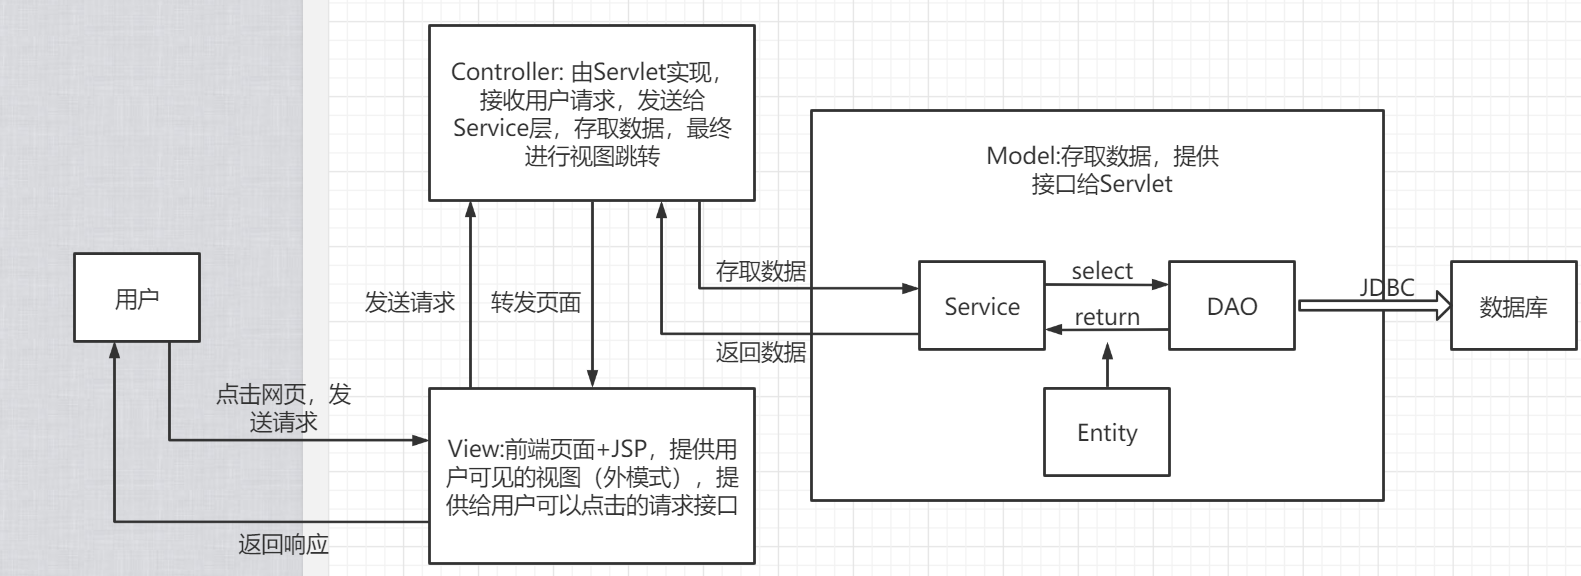 Controller: 由Servlet实现，
接收用户请求，发送给
Service层，存取数据，最终
进行视图跳转
Model:存取数据，提供
接口给Servlet
用户
发送请求
转发页面
存取数据
返回数据
Service
select
return
DAO
JDBC
数据库
Entity
点击网页，发
送请求
View:前端页面+JSP，提供用
户可见的视图（外模式），提
供给用户可以点击的请求接口
返回响应